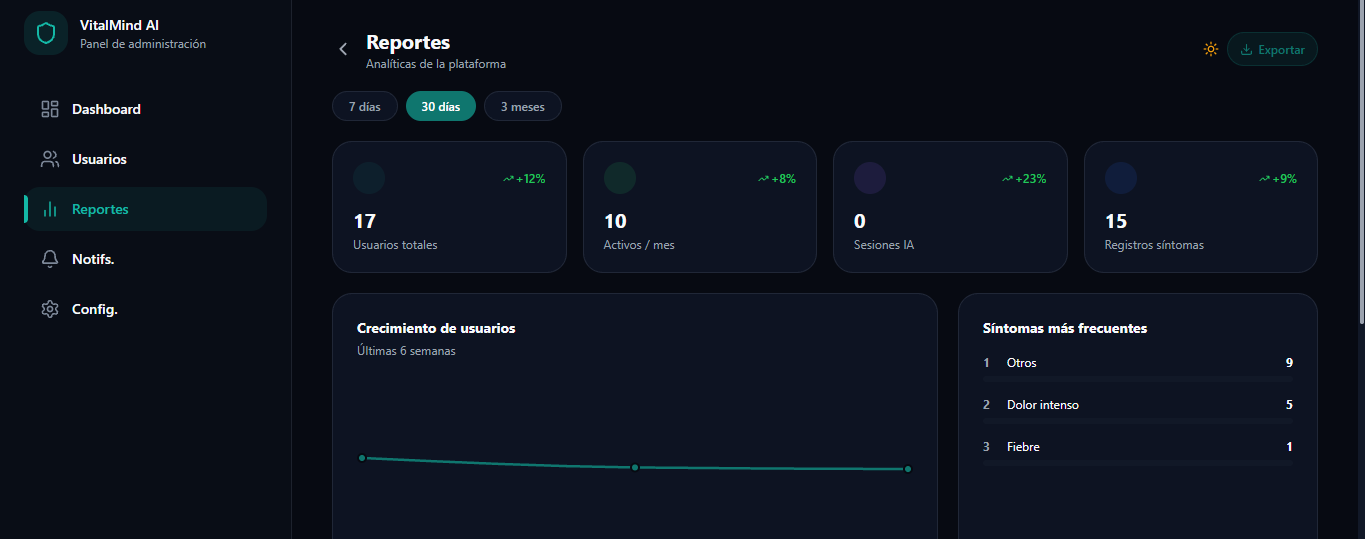 VitalMind AI
Panel de administración
Dashboard
Usuarios
Reportes
Notifs.
Config.
Reportes
Analíticas de la plataforma
Exportar
7 días
30 días
3 meses
+12%
17
Usuarios totales
+8%
10
Activos / mes
+23%
0
Sesiones IA
+9%
15
Registros síntomas
Crecimiento de usuarios
Últimas 6 semanas
Síntomas más frecuentes
1 Otros 9
2 Dolor intenso 5
3 Fiebre 1